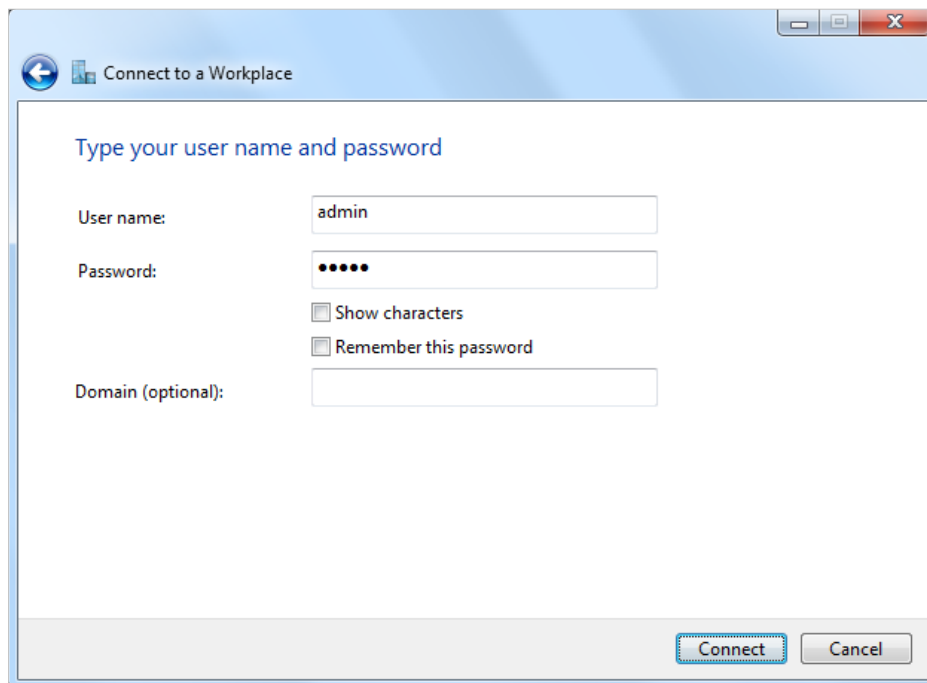 Connect to a Workplace
Type your user name and password
User name: admin
Password: •••••
Show characters
Remember this password
Domain (optional):
Connect Cancel